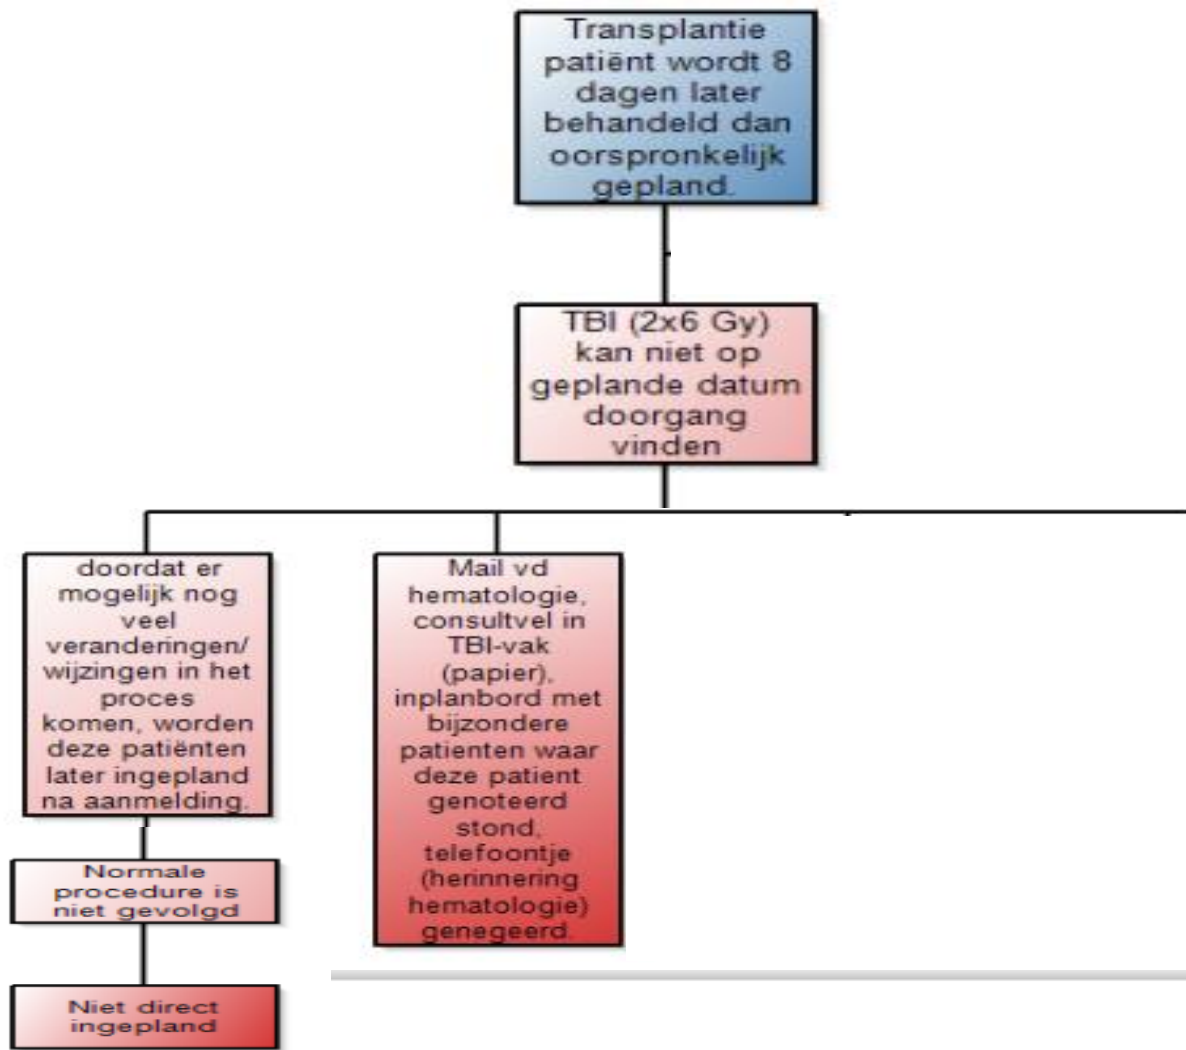 Transplantie
patiënt wordt 8
dagen later
behandeld dan
oorspronkelijk
gepland.
TBI (2x6 Gy)
kan niet op
geplande datum
doorgang
vinden
doordat er
mogelijk nog
veel
veranderingen/
wijzingen in het
proces
komen, worden
deze patiënten
later ingepland
na aanmelding.
Normale
procedure is
niet gevolgd
Niet direct
ingepland
Mail vd
hematologie,
consultvel in
TBI-vak
(papier),
inplanbord met
bijzondere
patienten waar
deze patient
genoteerd
stond,
telefoontje
(herinnering
hematologie)
genegeerd.